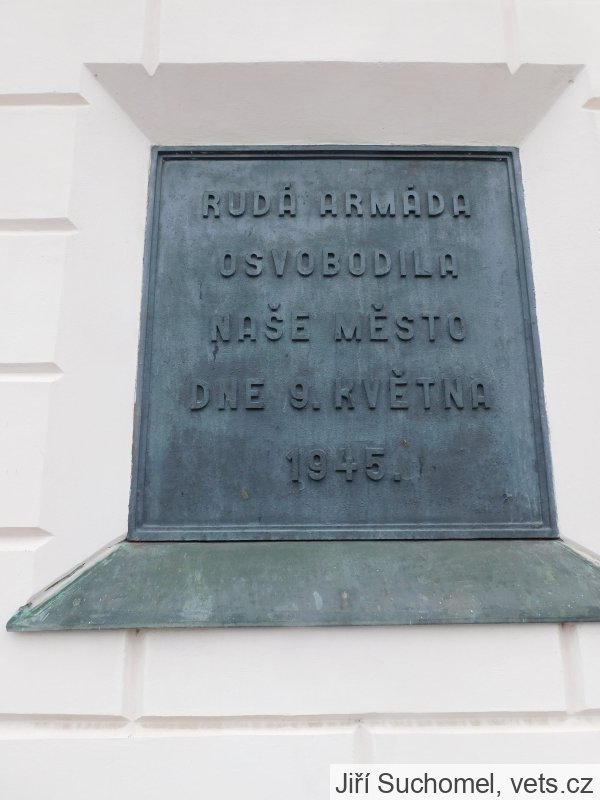 RUDÁ ARMÁDA
OSVOBODILA
NAŠE MĚSTO
DNE 9. KVĚTNA
1945.
Jiří Suchomel, vets.cz